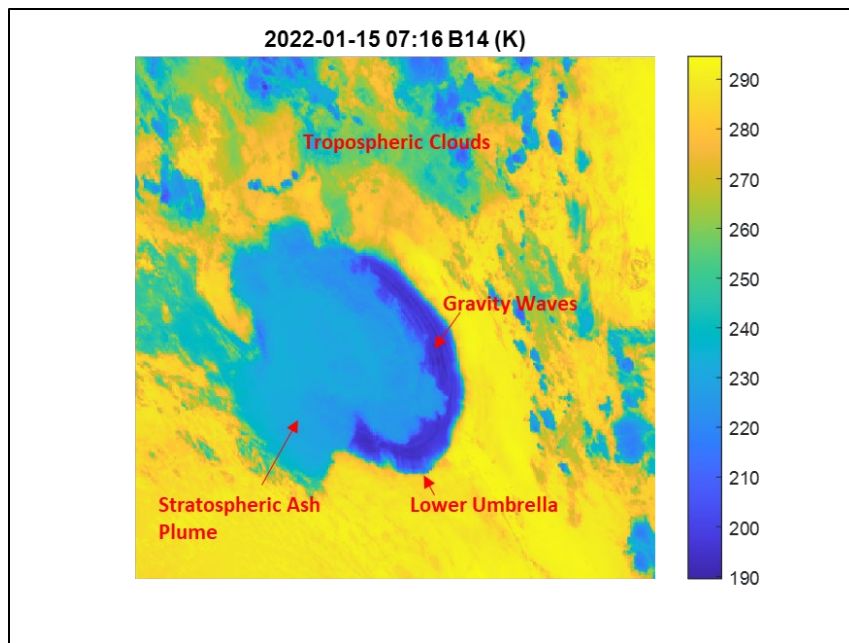 2022-01-15 07:16 B14 (K)
Tropospheric Clouds
Gravity Waves
Stratospheric Ash
Plume
Lower Umbrella
290
280
270
260
250
240
230
220
210
200
190